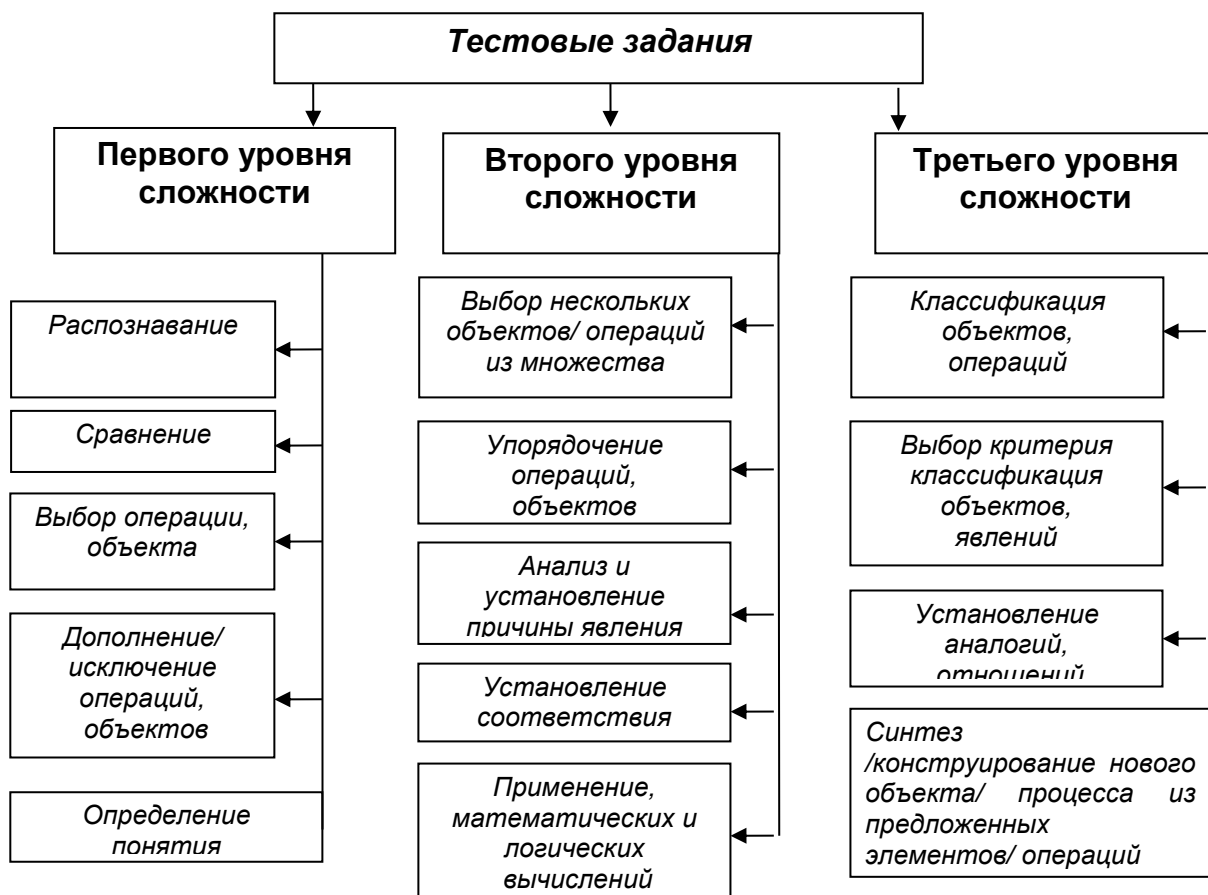 Тестовые задания
Первого уровня
сложности
Распознавание
Сравнение
Выбор операции,
объекта
Дополнение/
исключение
операций,
объектов
Определение
понятия
Второго уровня
сложности
Выбор нескольких
объектов/ операций
из множества
Упорядочение
операций,
объектов
Анализ и
установление
причины явления
Установление
соответствия
Применение,
математических и
логических
вычислений
Третьего уровня
сложности
Классификация
объектов,
операций
Выбор критерия
классификация
объектов,
явлений
Установление
аналогий,
отношений
Синтез
/конструирование нового
объекта/ процесса из
предложенных
элементов/ операций